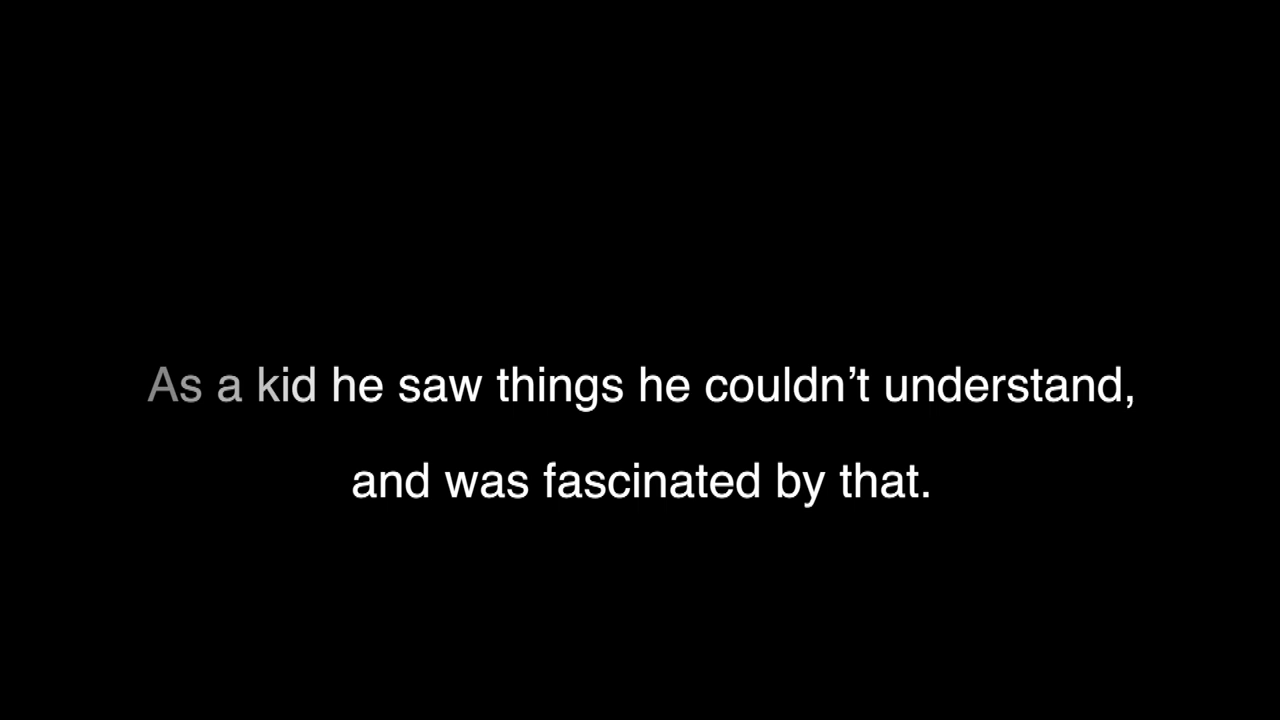 As a kid he saw things he couldn’t understand,
and was fascinated by that.